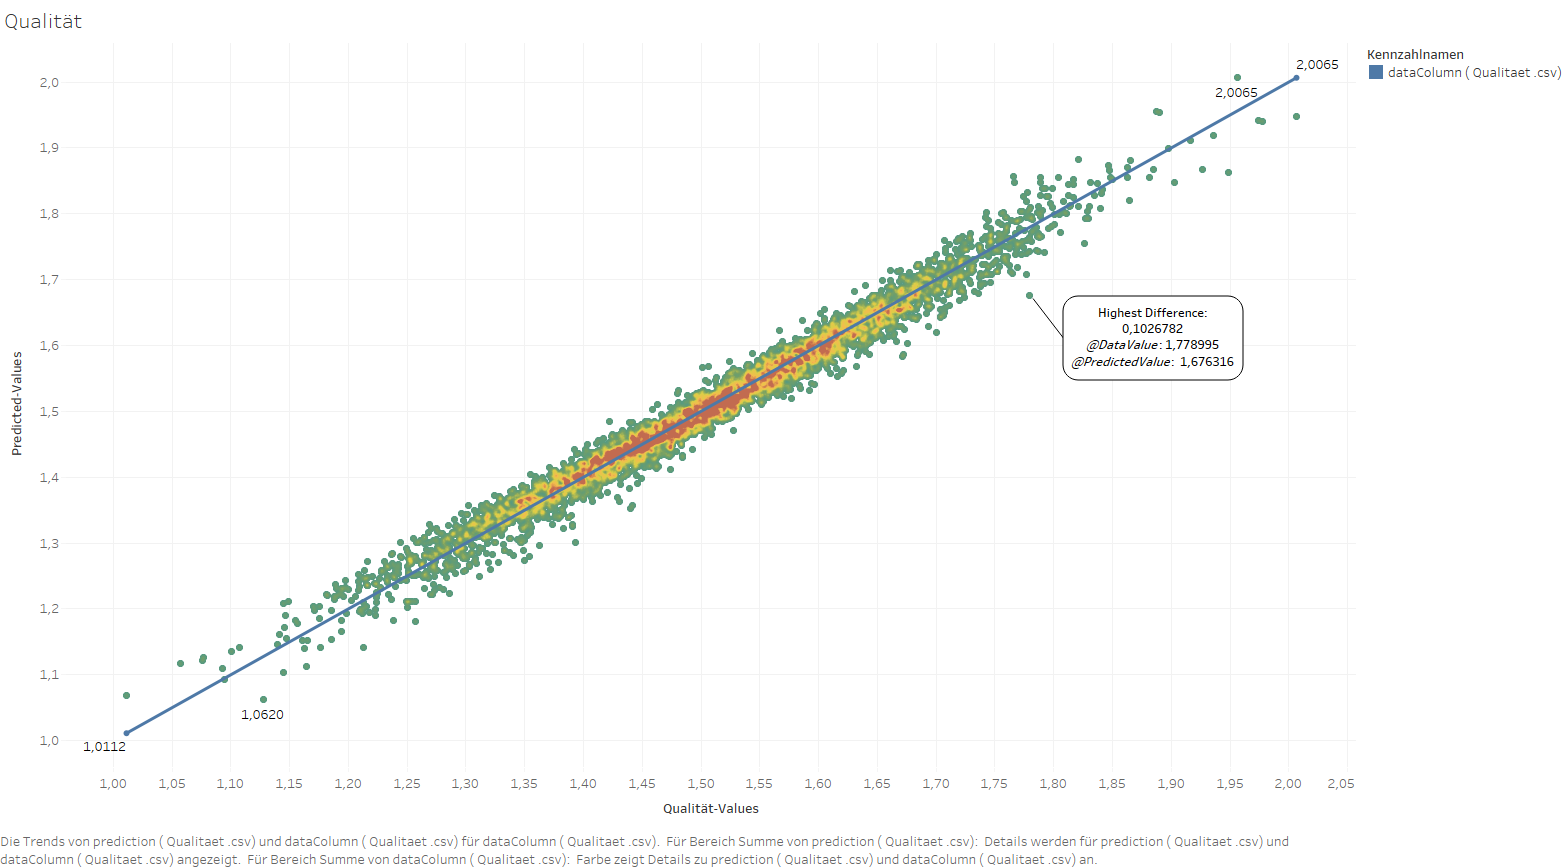 Qualität
Kennzahlnamen
dataColumn ( Qualitaet .csv)
2,0065
2,0065
2,0
1,9
1,8
1,7
1,6
1,5
1,4
1,3
1,2
1,1
1,0
Predicted-Values
Highest Difference:
0,1026782
@DataValue: 1,778995
@PredictedValue: 1,676316
1,0620
1,0112
1,00 1,05 1,10 1,15 1,20 1,25 1,30 1,35 1,40 1,45 1,50 1,55 1,60 1,65 1,70 1,75 1,80 1,85 1,90 1,95 2,00 2,05
Qualität-Values
Die Trends von prediction ( Qualitaet .csv) und dataColumn ( Qualitaet .csv) für dataColumn ( Qualitaet .csv). Für Bereich Summe von prediction ( Qualitaet .csv): Details werden für prediction ( Qualitaet .csv) und
dataColumn ( Qualitaet .csv) angezeigt. Für Bereich Summe von dataColumn ( Qualitaet .csv): Farbe zeigt Details zu prediction ( Qualitaet .csv) und dataColumn ( Qualitaet .csv) an.